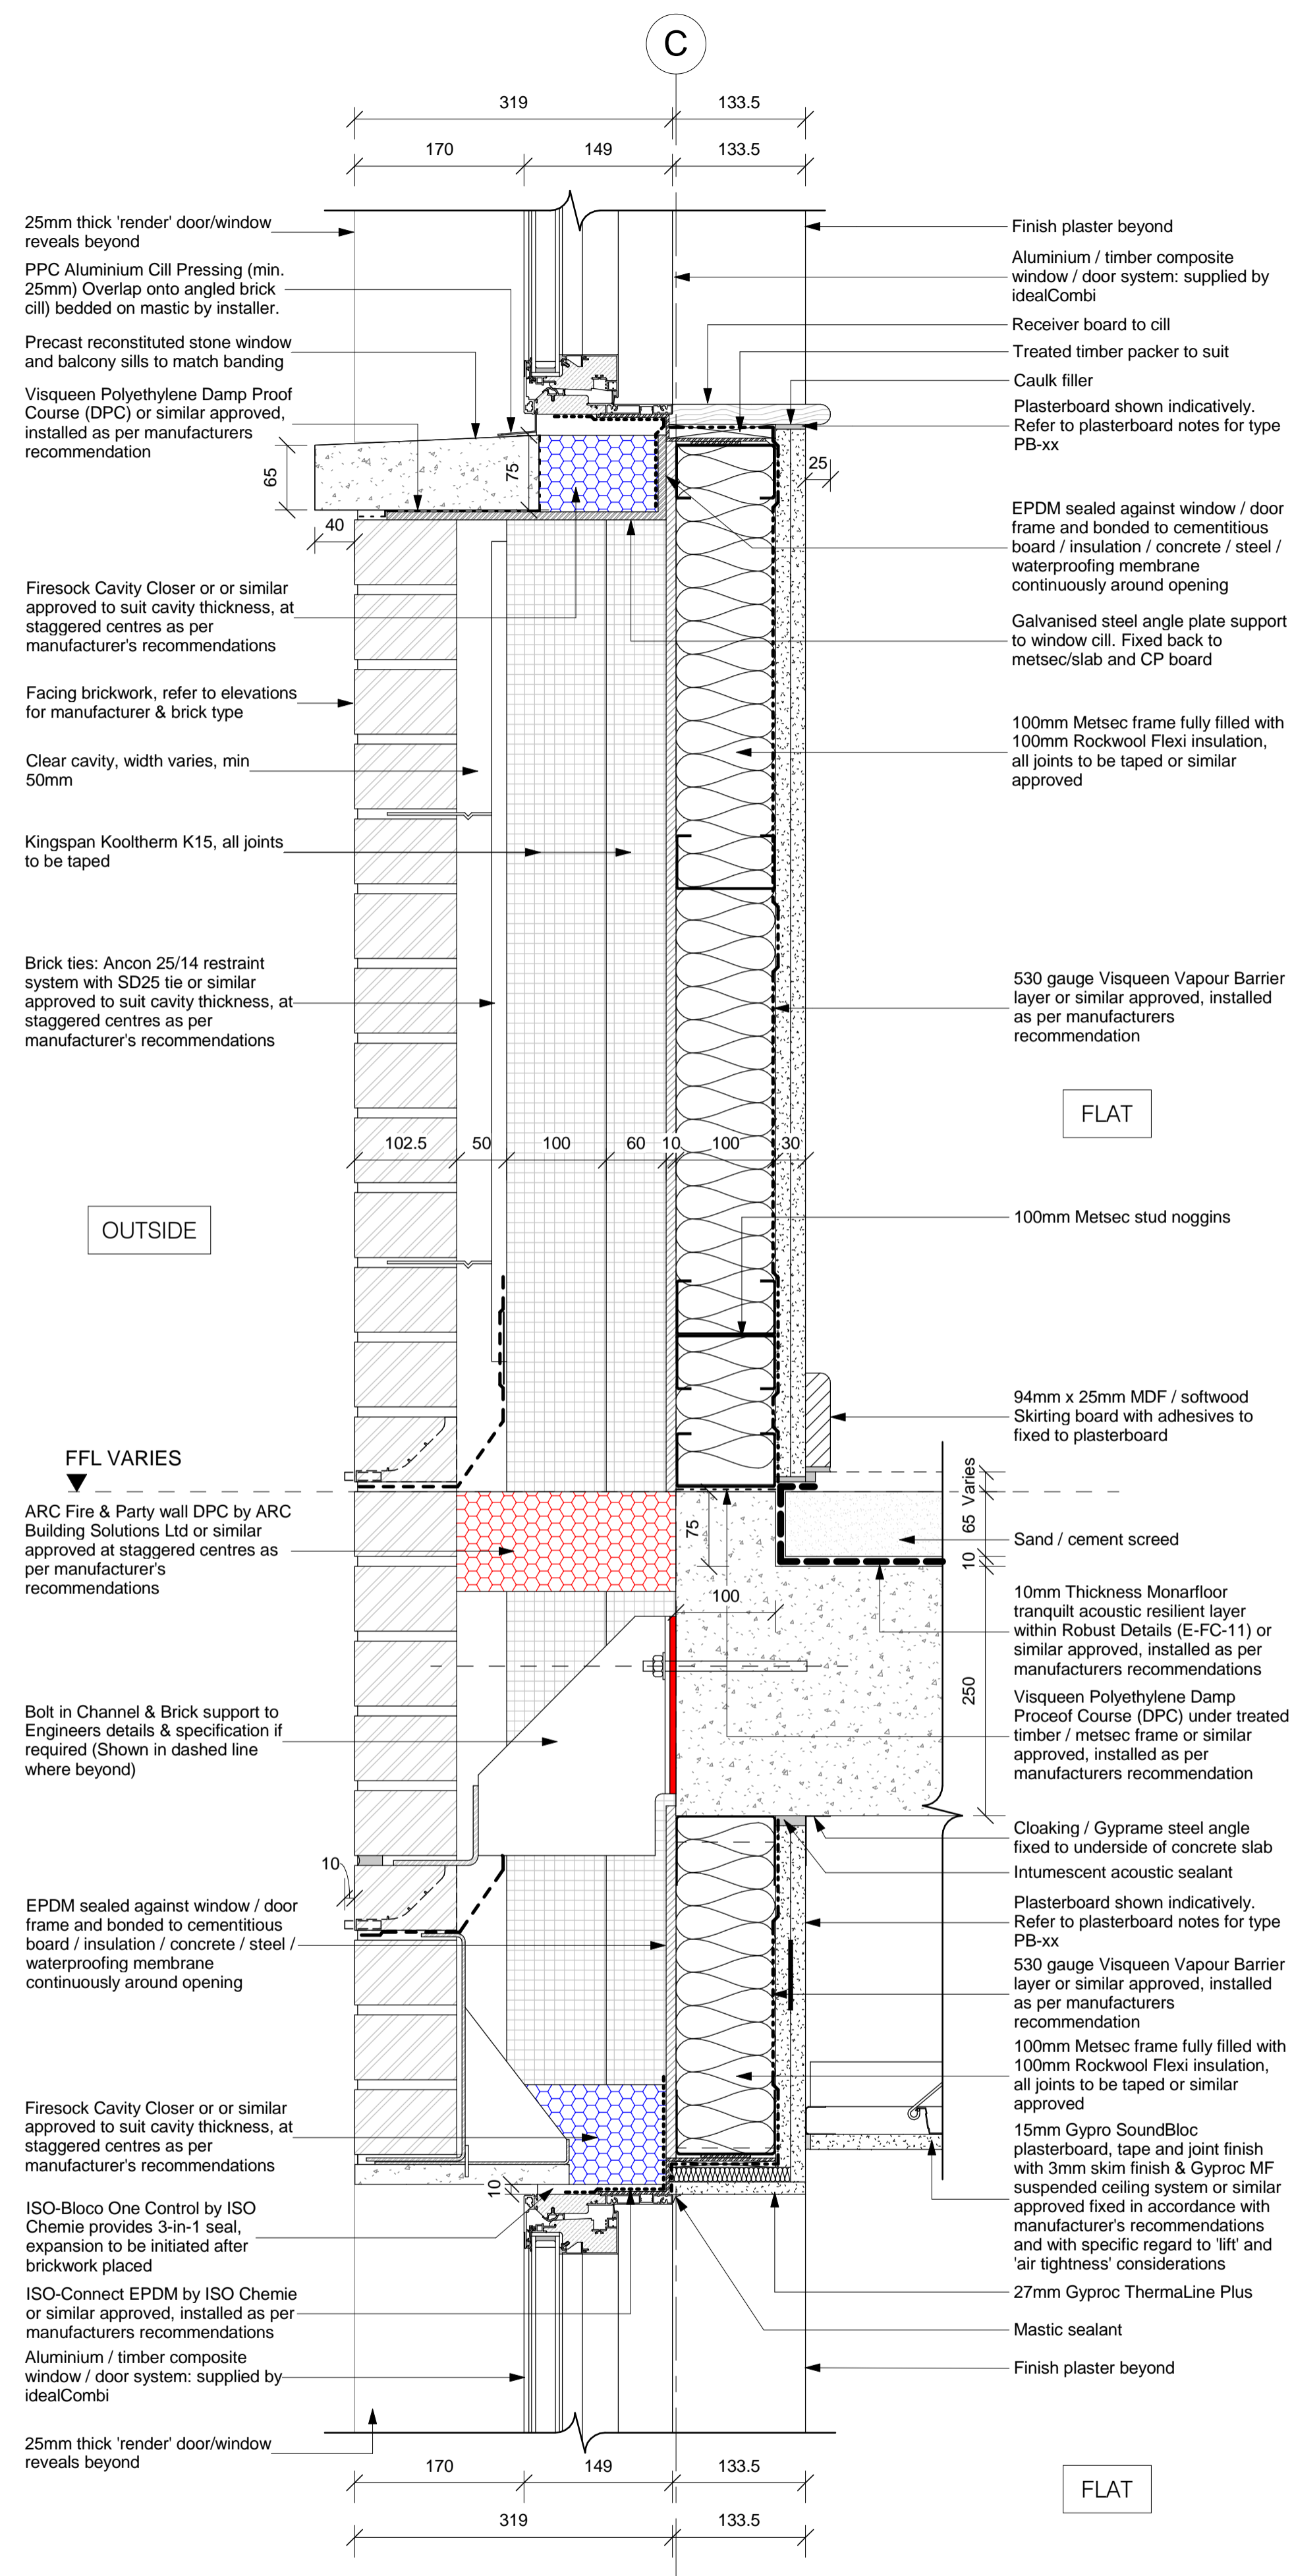 C
319
133.5
170
149
133.5
25mm thick 'render' door/window
reveals beyond
PPC Aluminium Cill Pressing (min.
25mm) Overlap onto angled brick
cill) bedded on mastic by installer.
Precast reconstituted stone window
and balcony sills to match banding
Visqueen Polyethylene Damp Proof
Course (DPC) or similar approved,
installed as per manufacturers
recommendation
65
75
40
25
Firesock Cavity Closer or or similar
approved to suit cavity thickness, at
staggered centres as per
manufacturer's recommendations
Facing brickwork, refer to elevations
for manufacturer & brick type
Clear cavity, width varies, min
50mm
Kingspan Kooltherm K15, all joints
to be taped
Brick ties: Ancon 25/14 restraint
system with SD25 tie or similar
approved to suit cavity thickness, at
staggered centres as per
manufacturer's recommendations
Finish plaster beyond
Aluminium / timber composite
window / door system: supplied by
idealCombi
Receiver board to cill
Treated timber packer to suit
Caulk filler
Plasterboard shown indicatively.
Refer to plasterboard notes for type
PB-xx
EPDM sealed against window / door
frame and bonded to cementitious
board / insulation / concrete / steel /
waterproofing membrane
continuously around opening
Galvanised steel angle plate support
to window cill. Fixed back to
metsec/slab and CP board
100mm Metsec frame fully filled with
100mm Rockwool Flexi insulation,
all joints to be taped or similar
approved
530 gauge Visqueen Vapour Barrier
layer or similar approved, installed
as per manufacturers
recommendation
FLAT
102.5
50
100
60
10
100
30
OUTSIDE
100mm Metsec stud noggins
94mm x 25mm MDF / softwood
Skirting board with adhesives to
fixed to plasterboard
FFL VARIES
ARC Fire & Party wall DPC by ARC
Building Solutions Ltd or similar
approved at staggered centres as
per manufacturer's
recommendations
75
100
Varies
65
10
250
Sand / cement screed
10mm Thickness Monarfloor
tranquilt acoustic resilient layer
within Robust Details (E-FC-11) or
similar approved, installed as per
manufacturers recommendations
Bolt in Channel & Brick support to
Engineers details & specification if
required (Shown in dashed line
where beyond)
Visqueen Polyethylene Damp
Proceof Course (DPC) under treated
timber / metsec frame or similar
approved, installed as per
manufacturers recommendation
Cloaking / Gyprame steel angle
fixed to underside of concrete slab
Intumescent acoustic sealant
10
EPDM sealed against window / door
frame and bonded to cementitious
board / insulation / concrete / steel /
waterproofing membrane
continuously around opening
Plasterboard shown indicatively.
Refer to plasterboard notes for type
PB-xx
530 gauge Visqueen Vapour Barrier
layer or similar approved, installed
as per manufacturers
recommendation
100mm Metsec frame fully filled with
100mm Rockwool Flexi insulation,
all joints to be taped or similar
approved
Firesock Cavity Closer or or similar
approved to suit cavity thickness, at
staggered centres as per
manufacturer's recommendations
10
15mm Gypro SoundBloc
plasterboard, tape and joint finish
with 3mm skim finish & Gyproc MF
suspended ceiling system or similar
approved fixed in accordance with
manufacturer's recommendations
and with specific regard to 'lift' and
'air tightness' considerations
ISO-Bloco One Control by ISO
Chemie provides 3-in-1 seal,
expansion to be initiated after
brickwork placed
ISO-Connect EPDM by ISO Chemie
or similar approved, installed as per
manufacturers recommendations
27mm Gyproc ThermaLine Plus
Mastic sealant
Aluminium / timber composite
window / door system: supplied by
idealCombi
Finish plaster beyond
25mm thick 'render' door/window
reveals beyond
170
149
133.5
FLAT
319
133.5